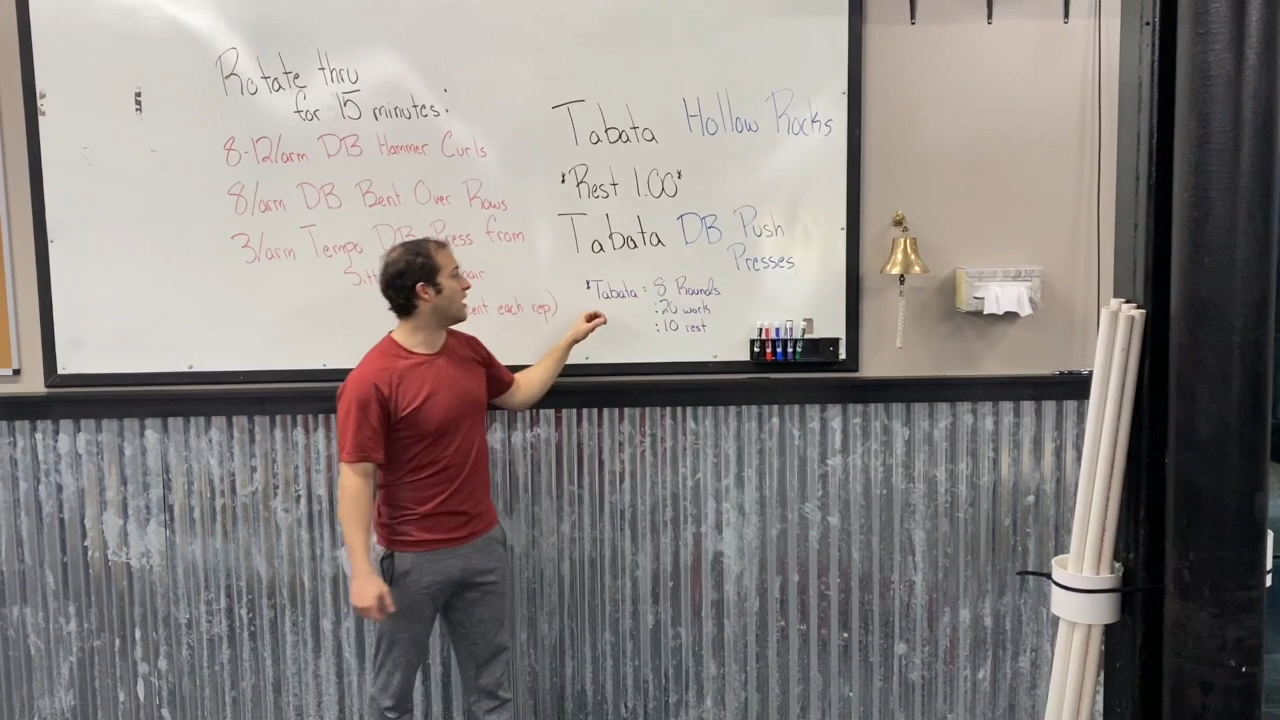 Rotate thru
for 15 minutes:
8-12/arm DB Hammer Curls
8/arm DB Bent Over Rows
3/arm Tempo DB Press from
Sitt
cent each rep)
Tabata Hollow Rocks
*Rest 1:00*
Tabata DB Push
Presses
*Tabata = 8 Rounds
:20 work
:10 rest